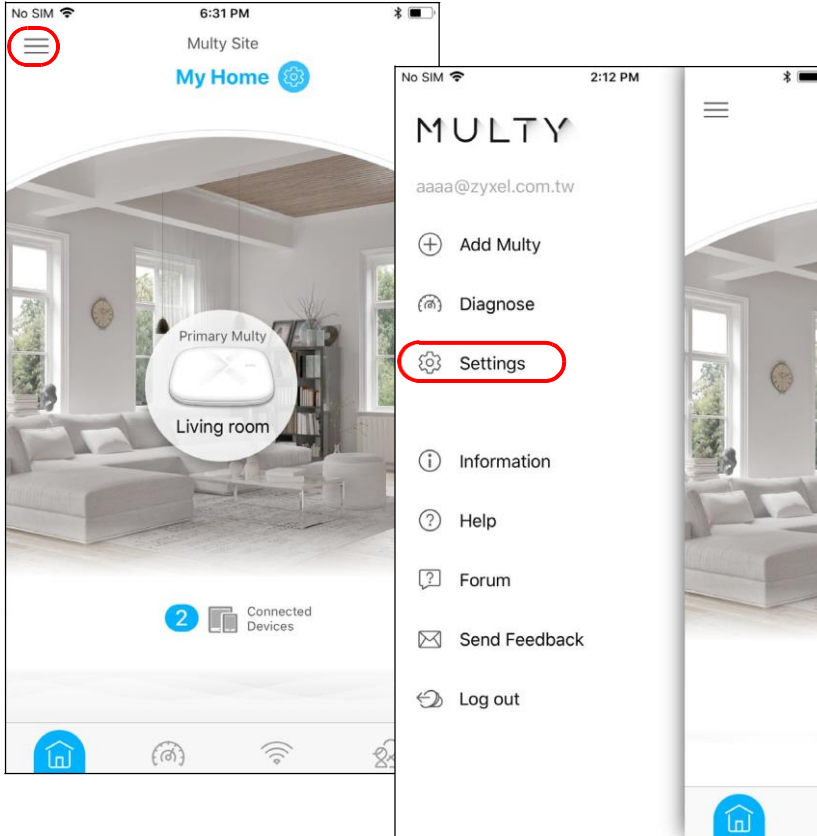 No SIM 6:31 PM
Multy Site
My Home
Primary Multy
Living room
2 Connected
Devices
No SIM 2:12 PM
MULTY
aaaa@zyxel.com.tw
Add Multy
Diagnose
Settings
Information
Help
Forum
Send Feedback
Log out